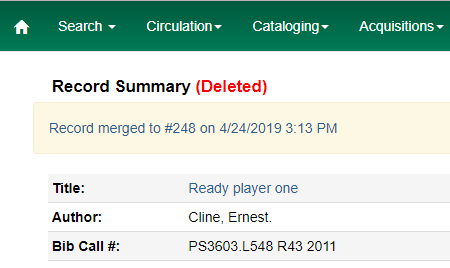 Search Circulation Cataloging Acquisitions
Record Summary (Deleted)
Record merged to #248 on 4/24/2019 3:13 PM
Title: Ready player one
Author: Cline, Ernest.
Bib Call #: PS3603.L548 R43 2011